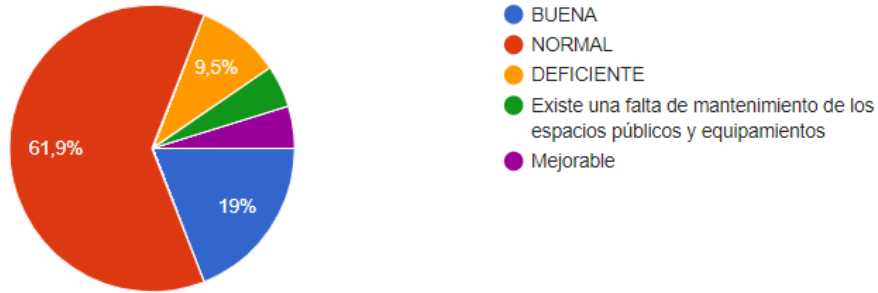 9,5%
61,9%
19%
BUENA
NORMAL
DEFICIENTE
Existe una falta de mantenimiento de los
espacios públicos y equipamientos
Mejorable